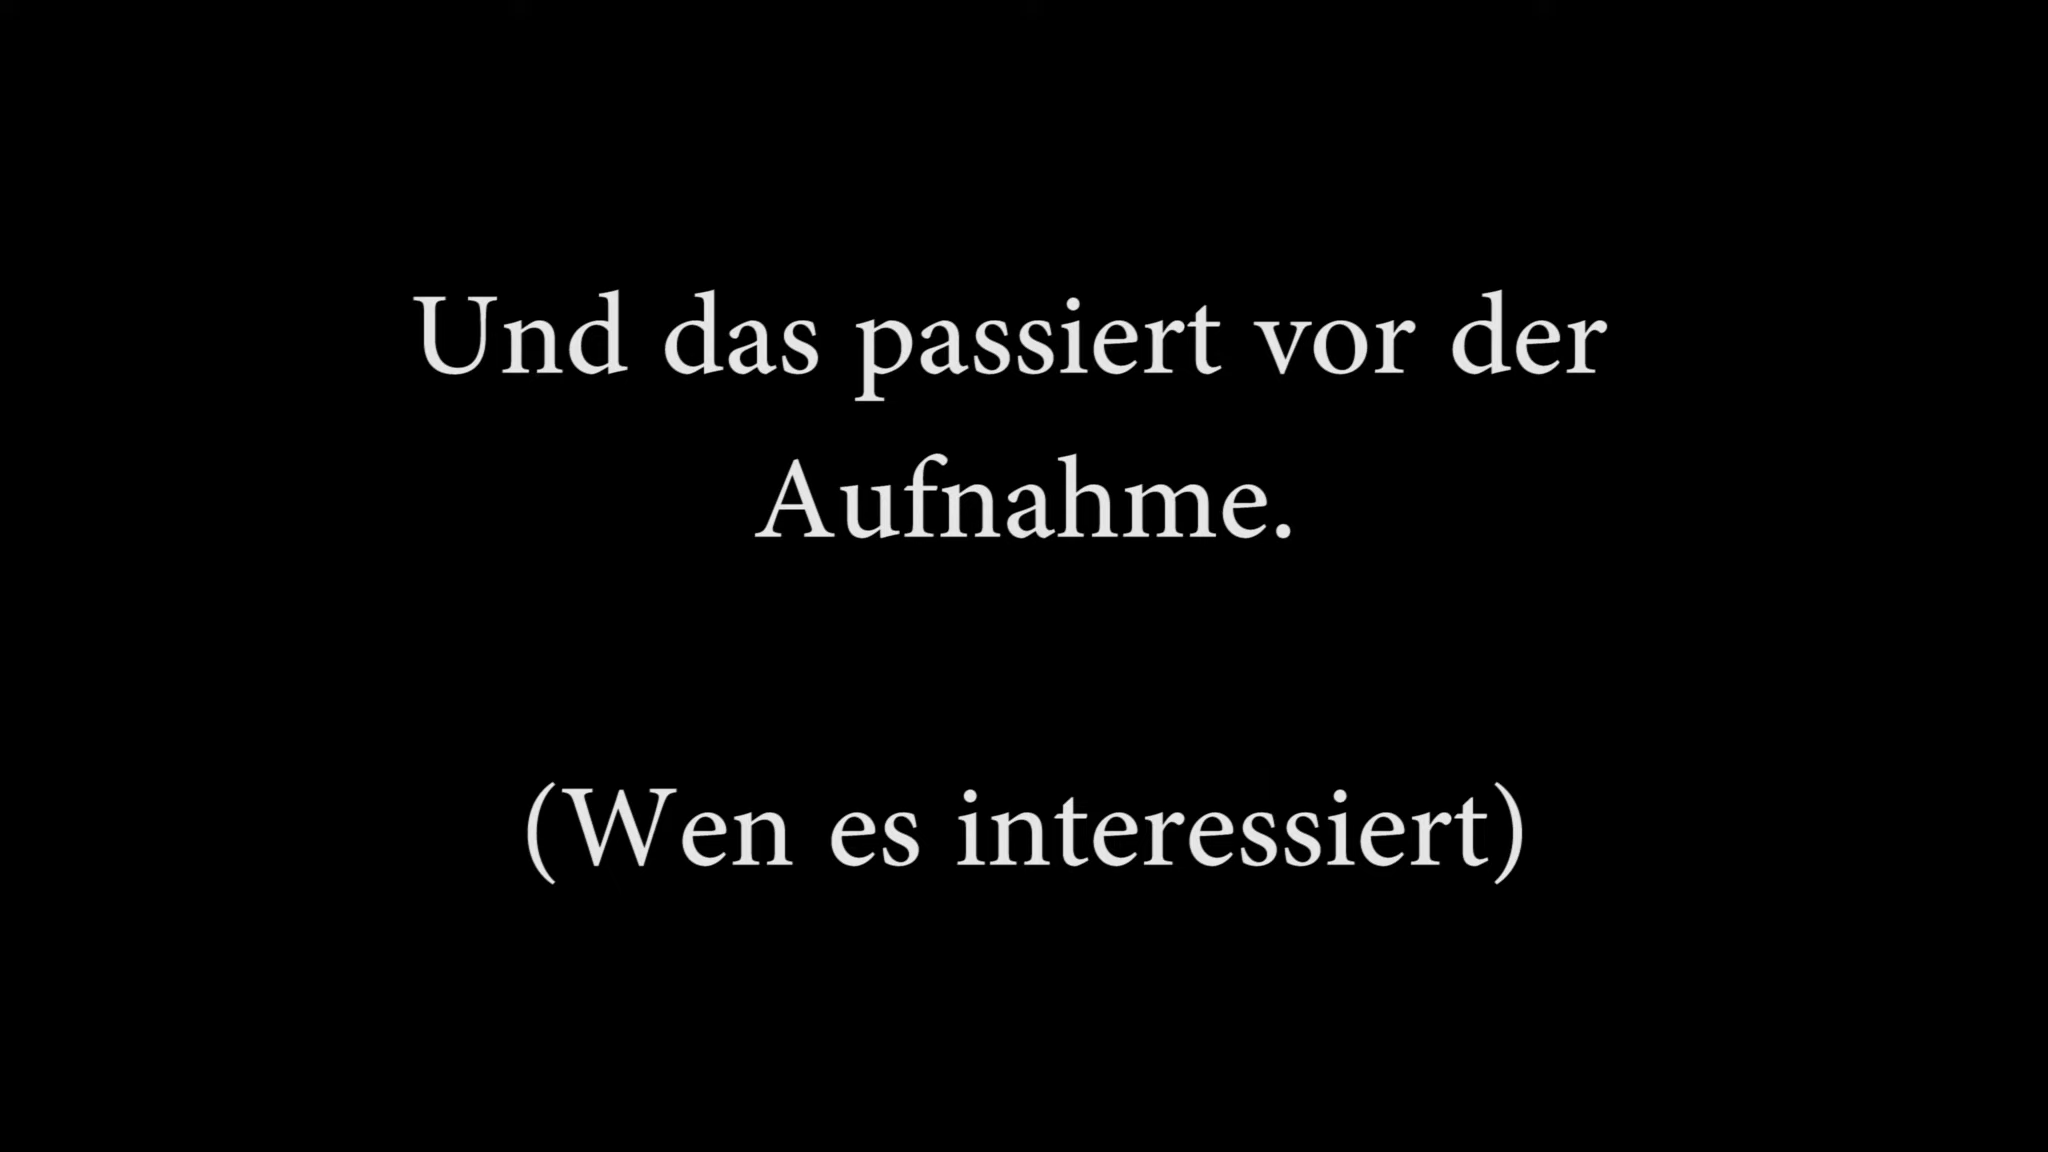 Und das passiert vor der
Aufnahme.
(Wen es interessiert)